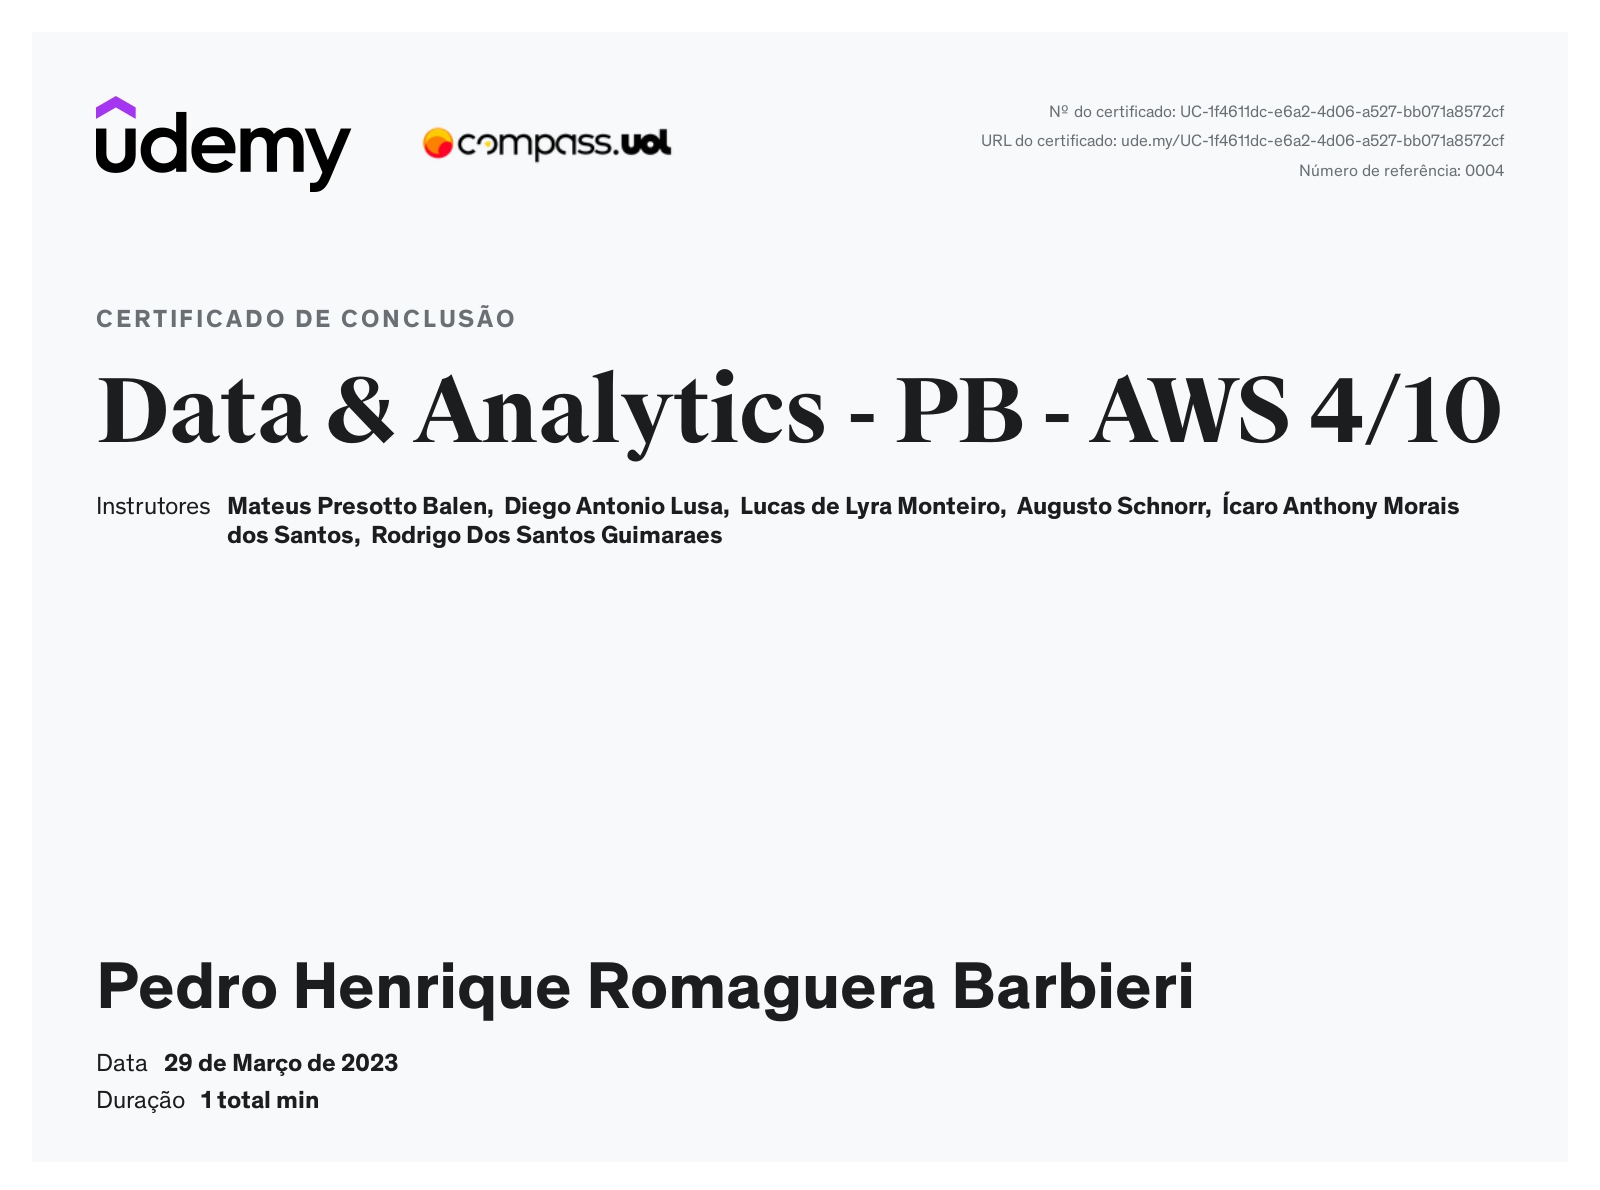 udemy
compass.uol
Nº do certificado: UC-1f4611dc-e6a2-4d06-a527-bb071a8572cf
URL do certificado: ude.my/UC-1f4611dc-e6a2-4d06-a527-bb071a8572cf
Número de referência: 0004
CERTIFICADO DE CONCLUSÃO
Data & Analytics - PB - AWS 4/10
Instrutores Mateus Presotto Balen, Diego Antonio Lusa, Lucas de Lyra Monteiro, Augusto Schnorr, Ícaro Anthony Morais
dos Santos, Rodrigo Dos Santos Guimaraes
Pedro Henrique Romaguera Barbieri
Data 29 de Março de 2023
Duração 1 total min